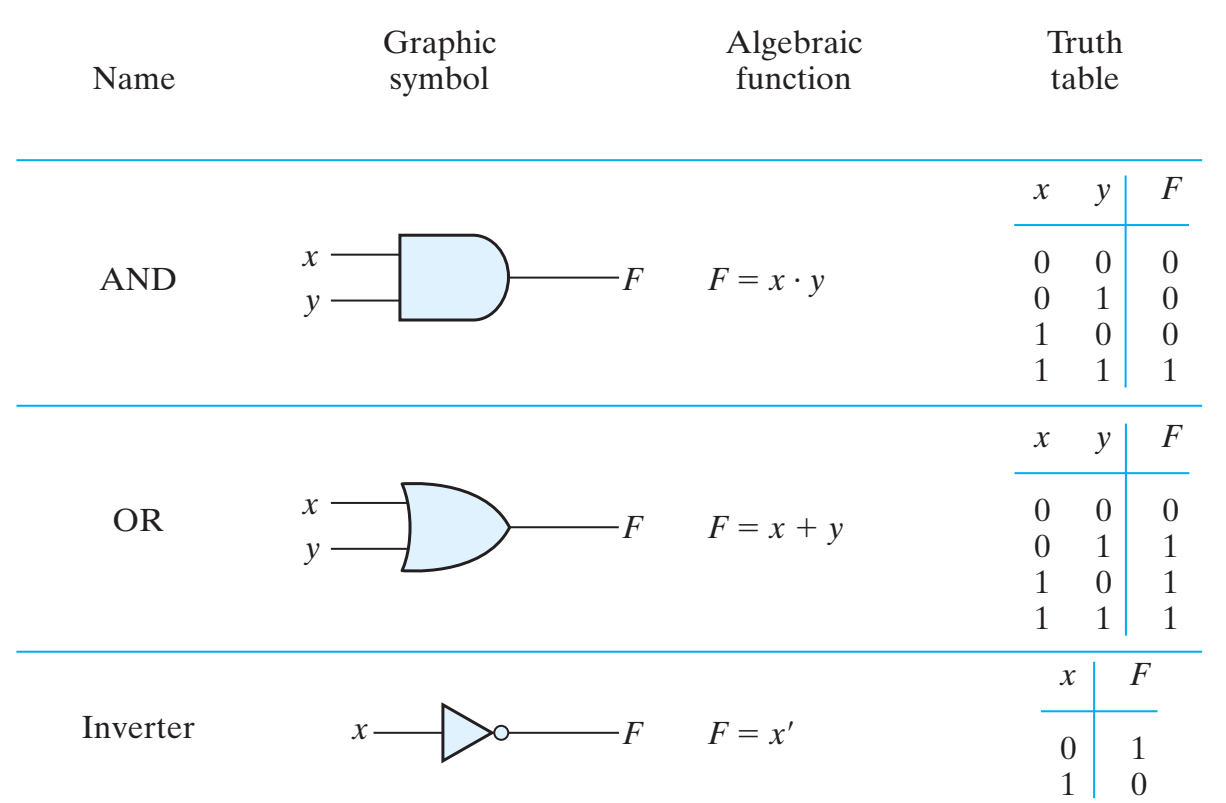 Name
Graphic
symbol
Algebraic
function
Truth
table
AND
x
y
F
F = x · y
x y F
0 0 0
0 1 0
1 0 0
1 1 1
OR
x
y
F
F = x + y
x y F
0 0 0
0 1 1
1 0 1
1 1 1
Inverter
x
F
F = x′
x F
0 1
1 0